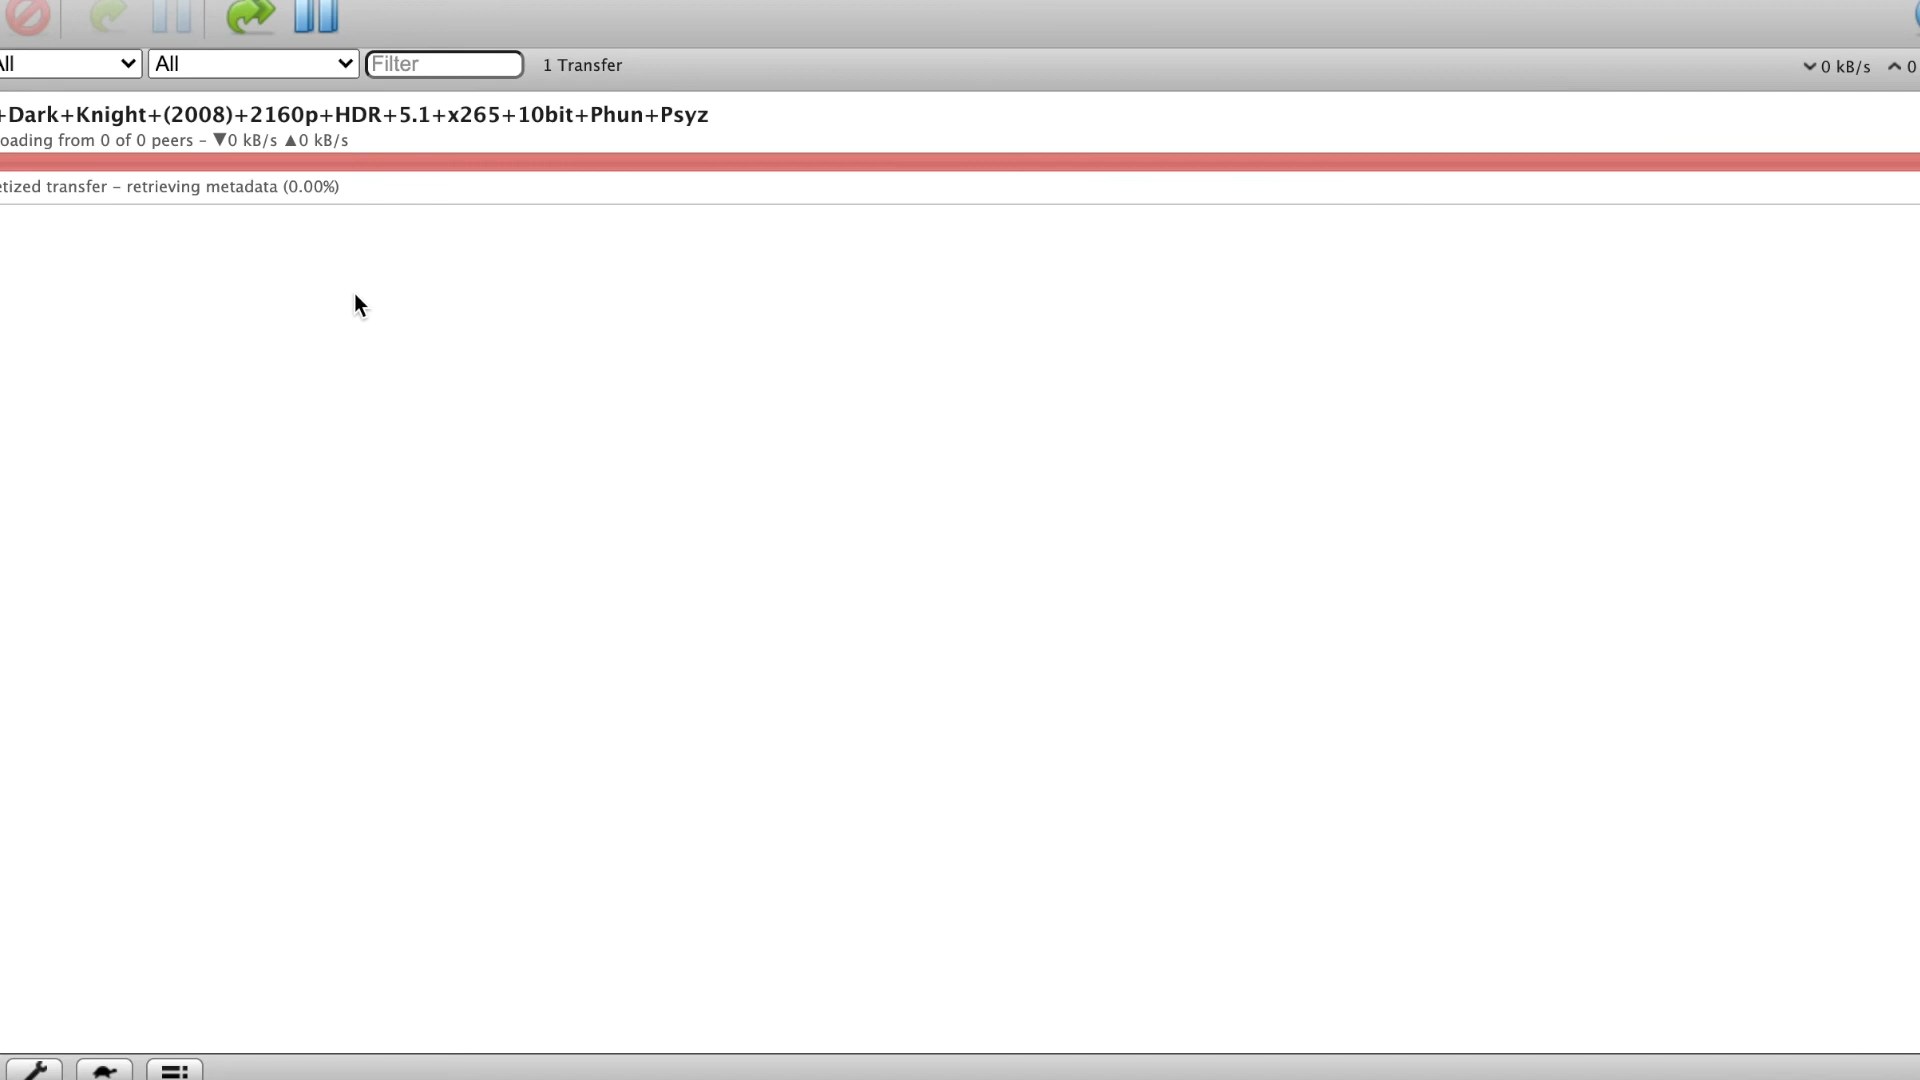 All 1 Transfer 0 kB/s 0
Filter
+Dark+Knight+(2008)+2160p+HDR+5.1+x265+10bit+Phun+Psyz
oading from 0 of 0 peers - ▼0 kB/s ▲0 kB/s
etized transfer - retrieving metadata (0.00%)